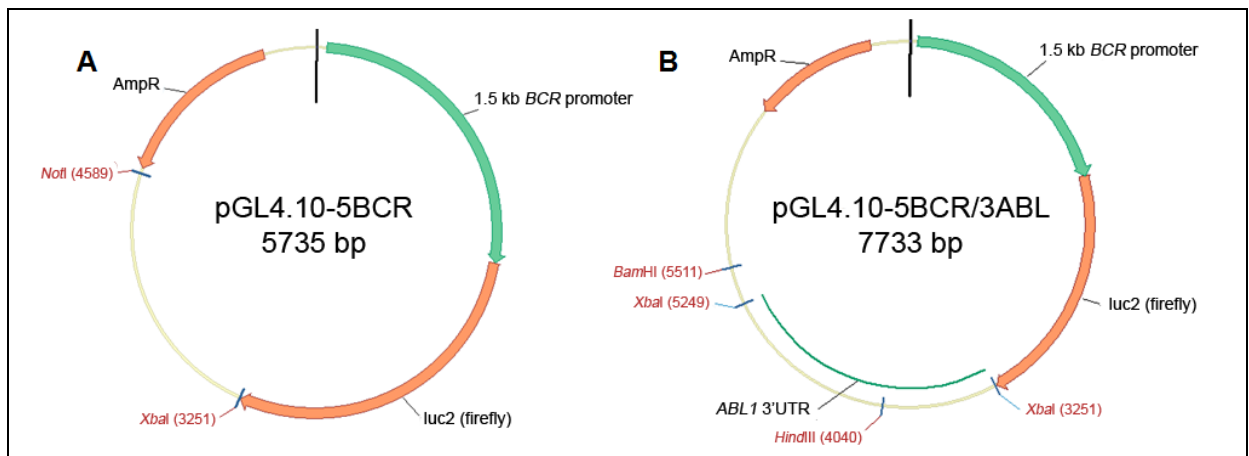 A
AmpR
1.5 kb BCR promoter
NotI (4589)
pGL4.10-5BCR
5735 bp
XbaI (3251)
luc2 (firefly)
B
AmpR
1.5 kb BCR promoter
pGL4.10-5BCR/3ABL
7733 bp
BamHI (5511)
XbaI (5249)
luc2 (firefly)
ABL1 3'UTR
XbaI (3251)
HindIII (4040)